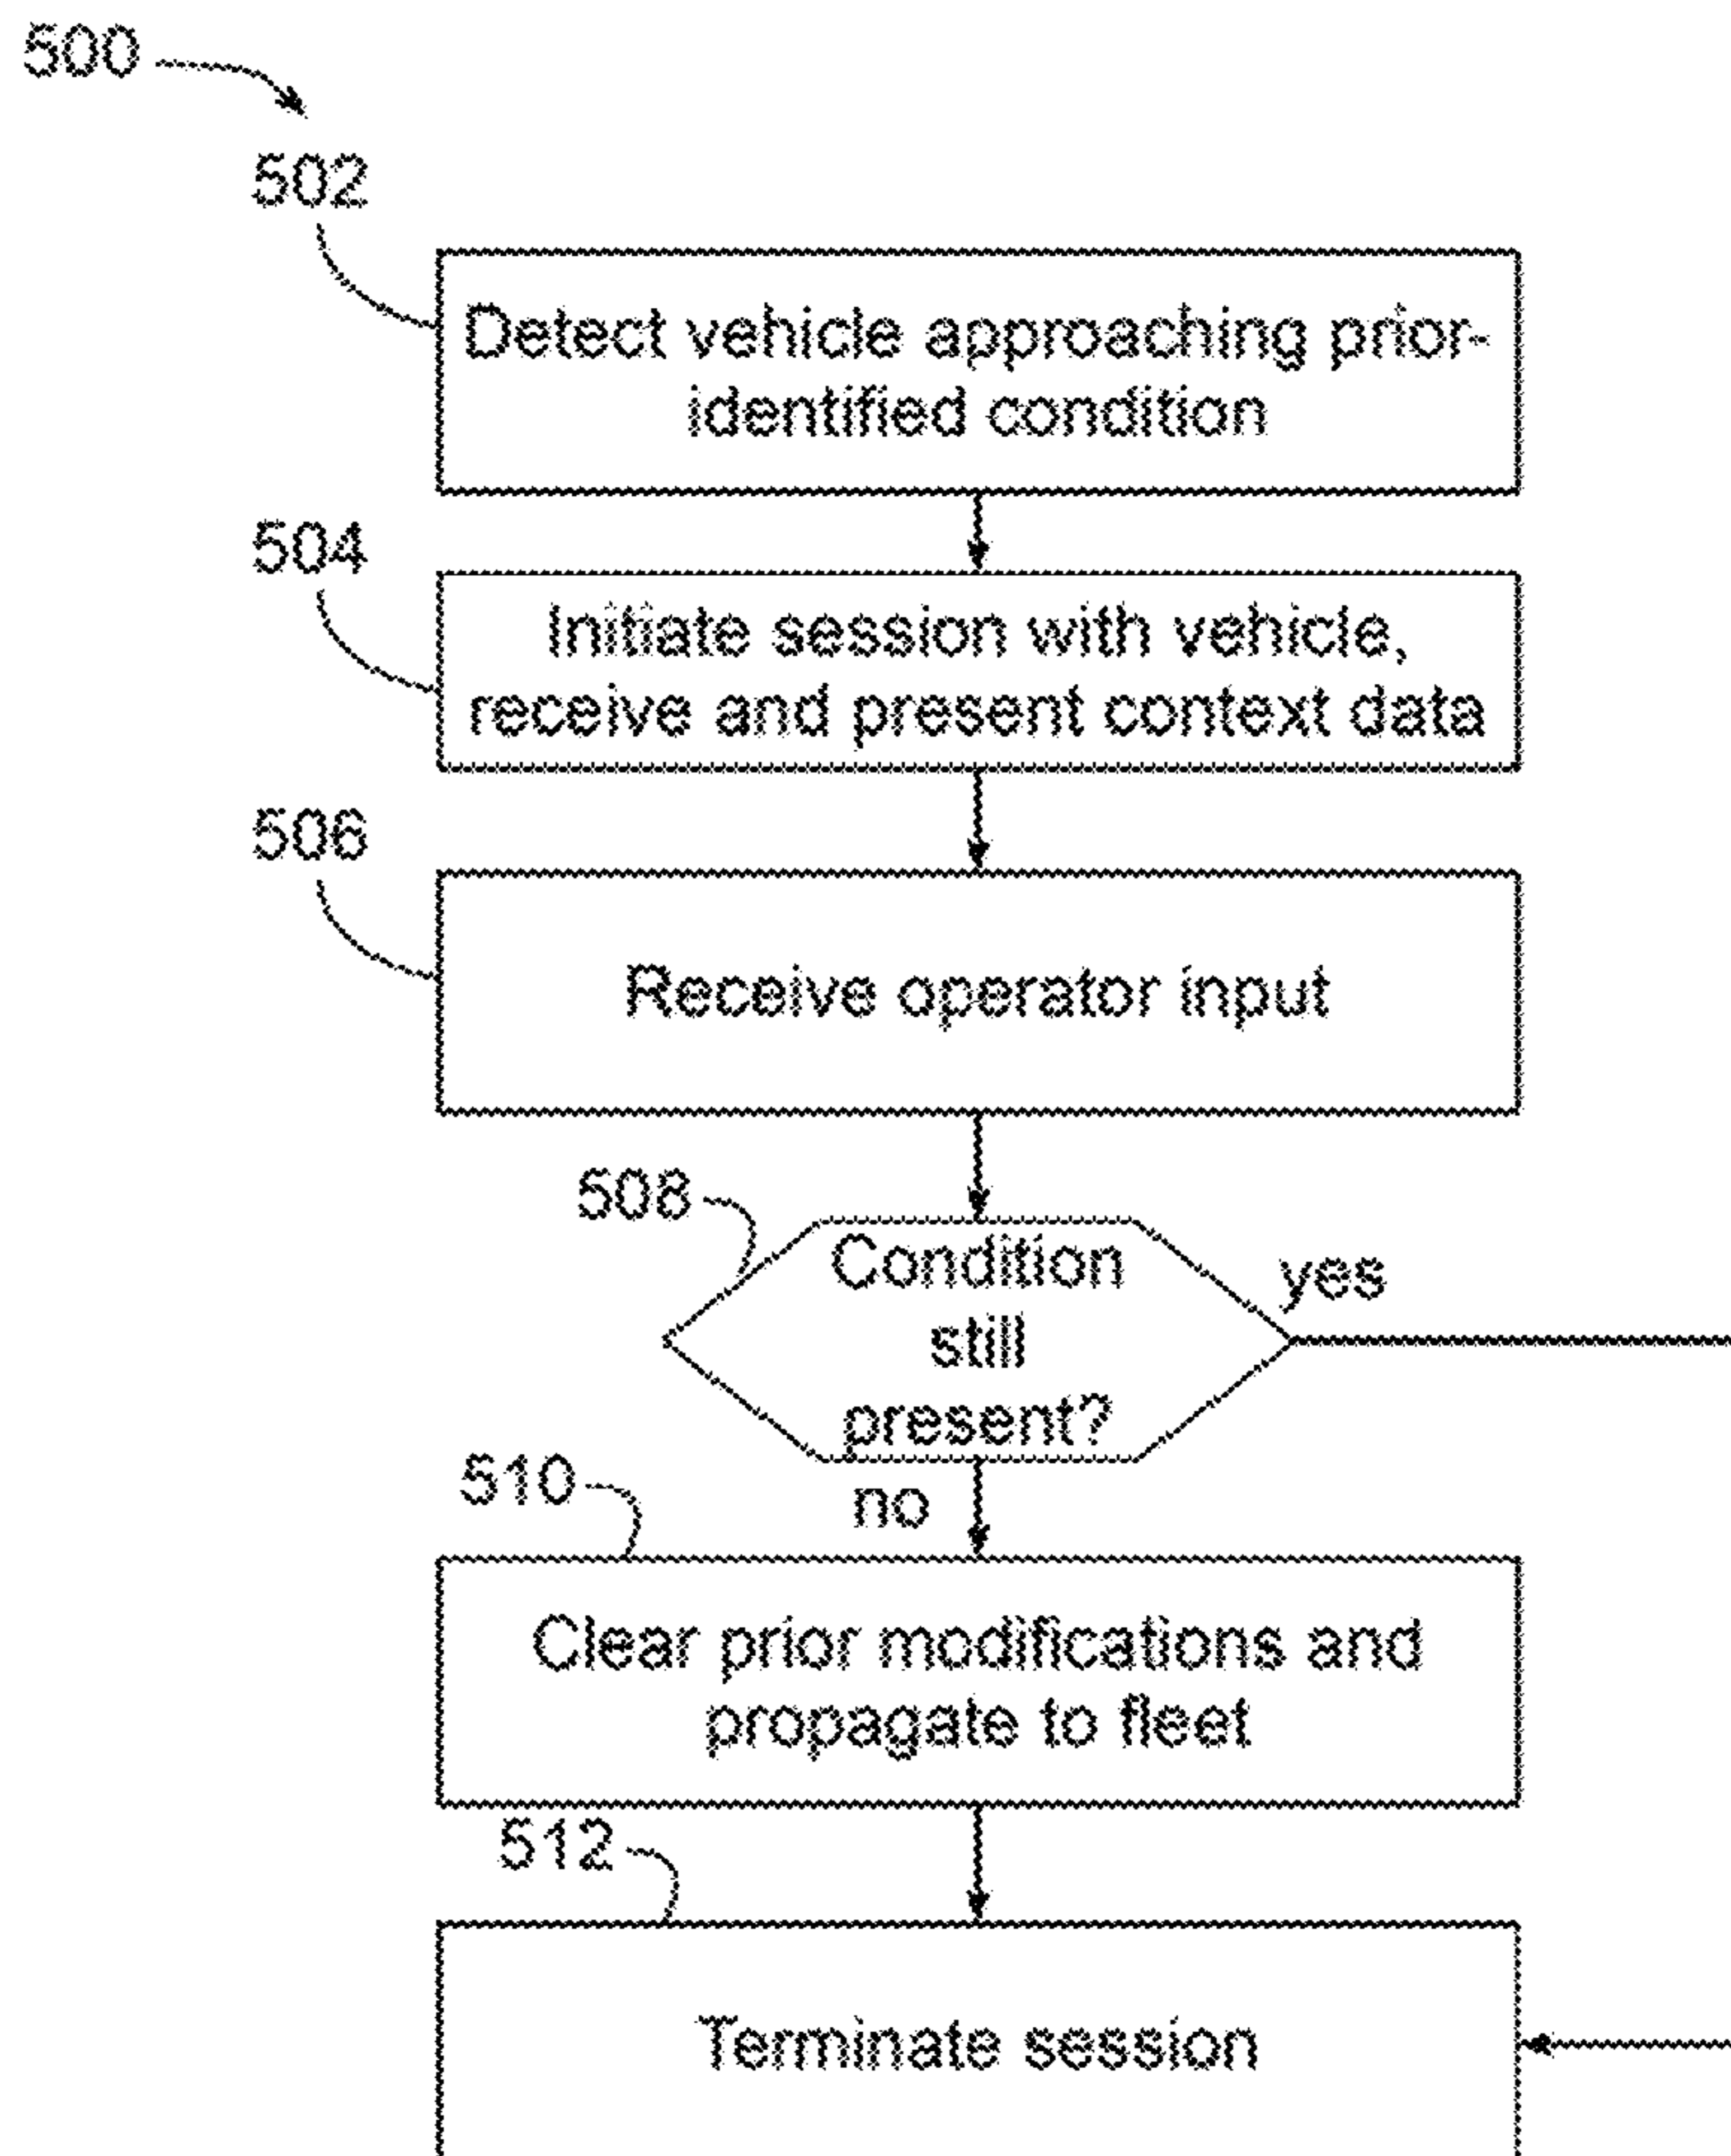 500
502
Detect vehicle approaching prior-
identified condition
504
Initiate session with vehicle,
receive and present context data
506
Receive operator input
508
Condition
still
present?
yes
no
510
Clear prior modifications and
propagate to fleet
512
Terminate session